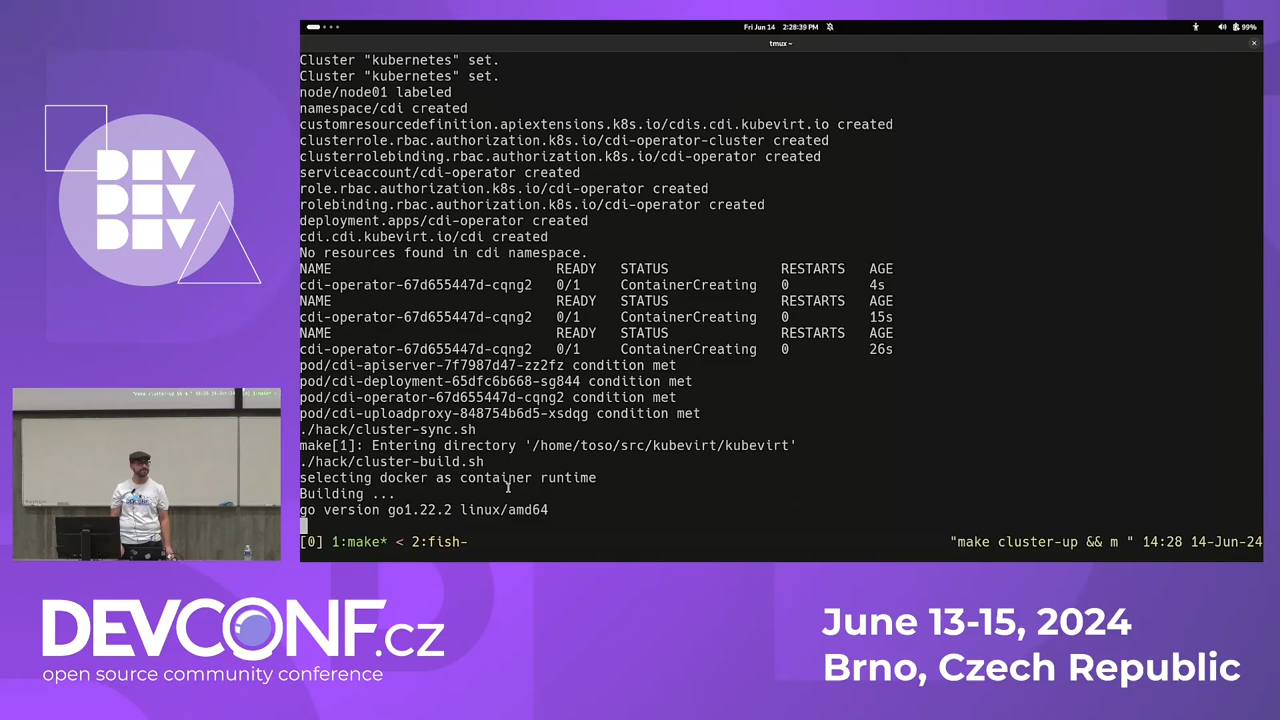 Fri Jun 14 2:28:39 PM
99%
tmux ~
Cluster "kubernetes" set.
Cluster "kubernetes" set.
node/node01 labeled
namespace/cdi created
customresourcedefinition.apiextensions.k8s.io/cdis.cdi.kubevirt.io created
clusterrole.rbac.authorization.k8s.io/cdi-operator-cluster created
clusterrolebinding.rbac.authorization.k8s.io/cdi-operator created
serviceaccount/cdi-operator created
role.rbac.authorization.k8s.io/cdi-operator created
rolebinding.rbac.authorization.k8s.io/cdi-operator created
deployment.apps/cdi-operator created
cdi.cdi.kubevirt.io/cdi created
No resources found in cdi namespace.
NAME READY STATUS RESTARTS AGE
cdi-operator-67d655447d-cqng2 0/1 ContainerCreating 0 4s
NAME READY STATUS RESTARTS AGE
cdi-operator-67d655447d-cqng2 0/1 ContainerCreating 0 15s
NAME READY STATUS RESTARTS AGE
cdi-operator-67d655447d-cqng2 0/1 ContainerCreating 0 26s
pod/cdi-apiserver-7f7987d47-zz2fz condition met
pod/cdi-deployment-65dfc6b668-sg844 condition met
pod/cdi-operator-67d655447d-cqng2 condition met
pod/cdi-uploadproxy-848754b6d5-xsdqg condition met
./hack/cluster-sync.sh
make[1]: Entering directory '/home/toso/src/kubevirt/kubevirt'
./hack/cluster-build.sh
selecting docker as container runtime
Building ...
go version go1.22.2 linux/amd64
[0] 1:make* < 2:fish- "make cluster-up && m " 14:28 14-Jun-24
DEV
DEV
DEV
DEVCONF.cz
open source community conference
June 13-15, 2024
Brno, Czech Republic